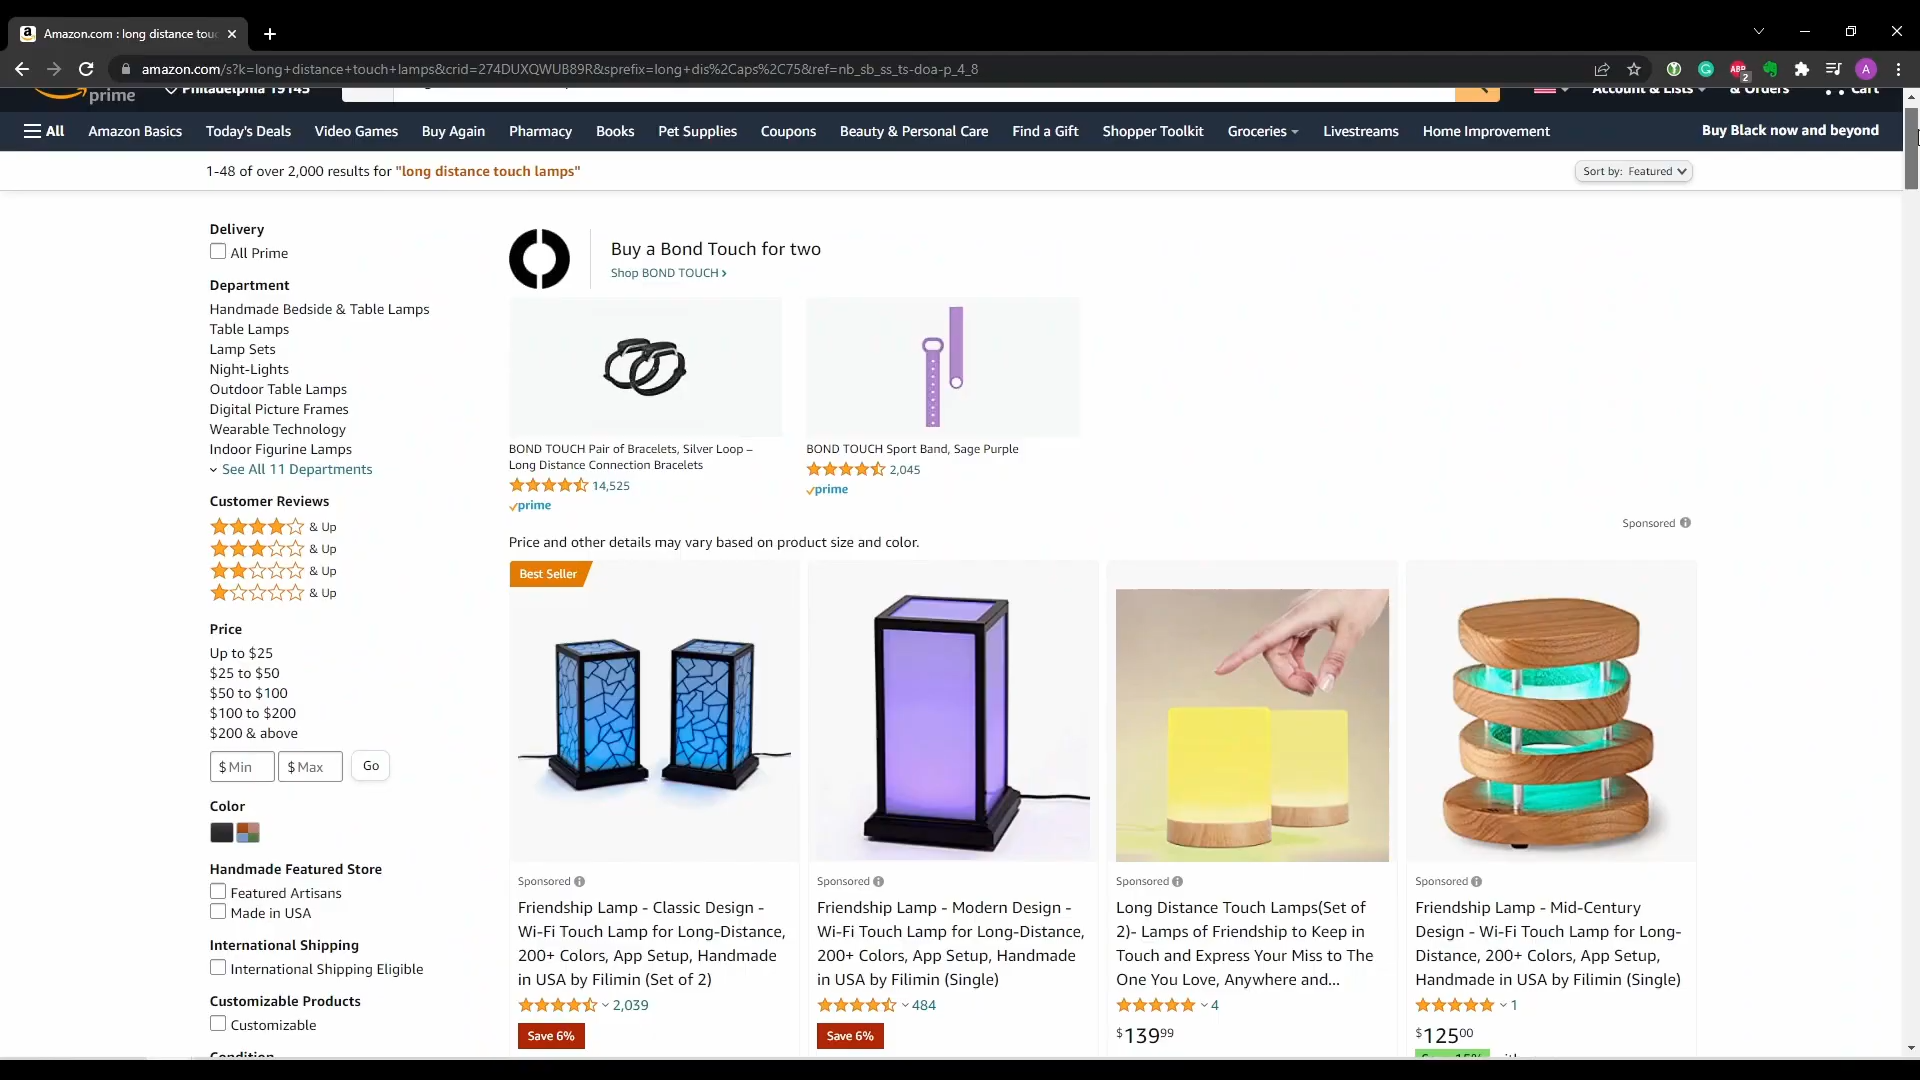 Amazon.com : long distance touc
amazon.com/s?k=long+distance+touch+lamps&crid=274DUXQWUB89R&sprefix=long+dis%2Caps%2C75&ref=nb_sb_ss_ts-doa-p_4_8
ABP
2
A
prime
Philadelphia 19145
Account & Lists
& Orders
Cart
All
Amazon Basics
Today's Deals
Video Games
Buy Again
Pharmacy
Books
Pet Supplies
Coupons
Beauty & Personal Care
Find a Gift
Shopper Toolkit
Groceries
Livestreams
Home Improvement
Buy Black now and beyond
1-48 of over 2,000 results for "long distance touch lamps"
Sort by: Featured
Delivery
All Prime
Department
Handmade Bedside & Table Lamps
Table Lamps
Lamp Sets
Night-Lights
Outdoor Table Lamps
Digital Picture Frames
Wearable Technology
Indoor Figurine Lamps
See All 11 Departments
Customer Reviews
& Up
& Up
& Up
& Up
Price
Up to $25
$25 to $50
$50 to $100
$100 to $200
$200 & above
$ Min
$ Max
Go
Color
Handmade Featured Store
Featured Artisans
Made in USA
International Shipping
International Shipping Eligible
Customizable Products
Customizable
Condition
Buy a Bond Touch for two
Shop BOND TOUCH ›
BOND TOUCH Pair of Bracelets, Silver Loop –
Long Distance Connection Bracelets
14,525
prime
BOND TOUCH Sport Band, Sage Purple
2,045
prime
Sponsored
Price and other details may vary based on product size and color.
Best Seller
Sponsored
Friendship Lamp - Classic Design -
Wi-Fi Touch Lamp for Long-Distance,
200+ Colors, App Setup, Handmade
in USA by Filimin (Set of 2)
2,039
Save 6%
Sponsored
Friendship Lamp - Modern Design -
Wi-Fi Touch Lamp for Long-Distance,
200+ Colors, App Setup, Handmade
in USA by Filimin (Single)
484
Save 6%
Sponsored
Long Distance Touch Lamps(Set of
2)- Lamps of Friendship to Keep in
Touch and Express Your Miss to The
One You Love, Anywhere and...
4
$13999
Sponsored
Friendship Lamp - Mid-Century
Design - Wi-Fi Touch Lamp for Long-
Distance, 200+ Colors, App Setup,
Handmade in USA by Filimin (Single)
1
$12500